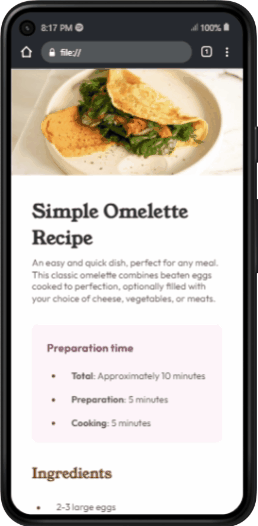 8:17 PM
100%
file://
1
Simple Omelette
Recipe
An easy and quick dish, perfect for any meal.
This classic omelette combines beaten eggs
cooked to perfection, optionally filled with
your choice of cheese, vegetables, or meats.
Preparation time
• Total: Approximately 10 minutes
• Preparation: 5 minutes
• Cooking: 5 minutes
Ingredients
• 2-3 large eggs